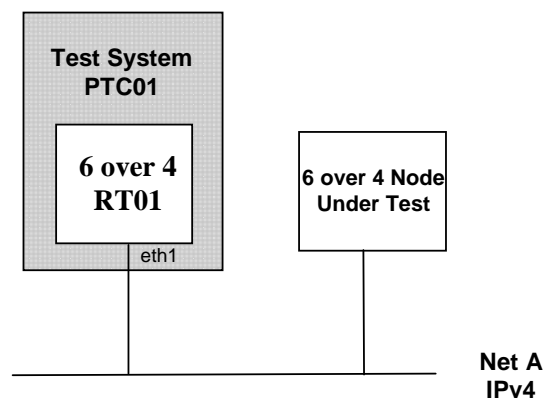 Test System
PTC01
6 over 4
RT01
eth1
6 over 4 Node
Under Test
Net A
IPv4